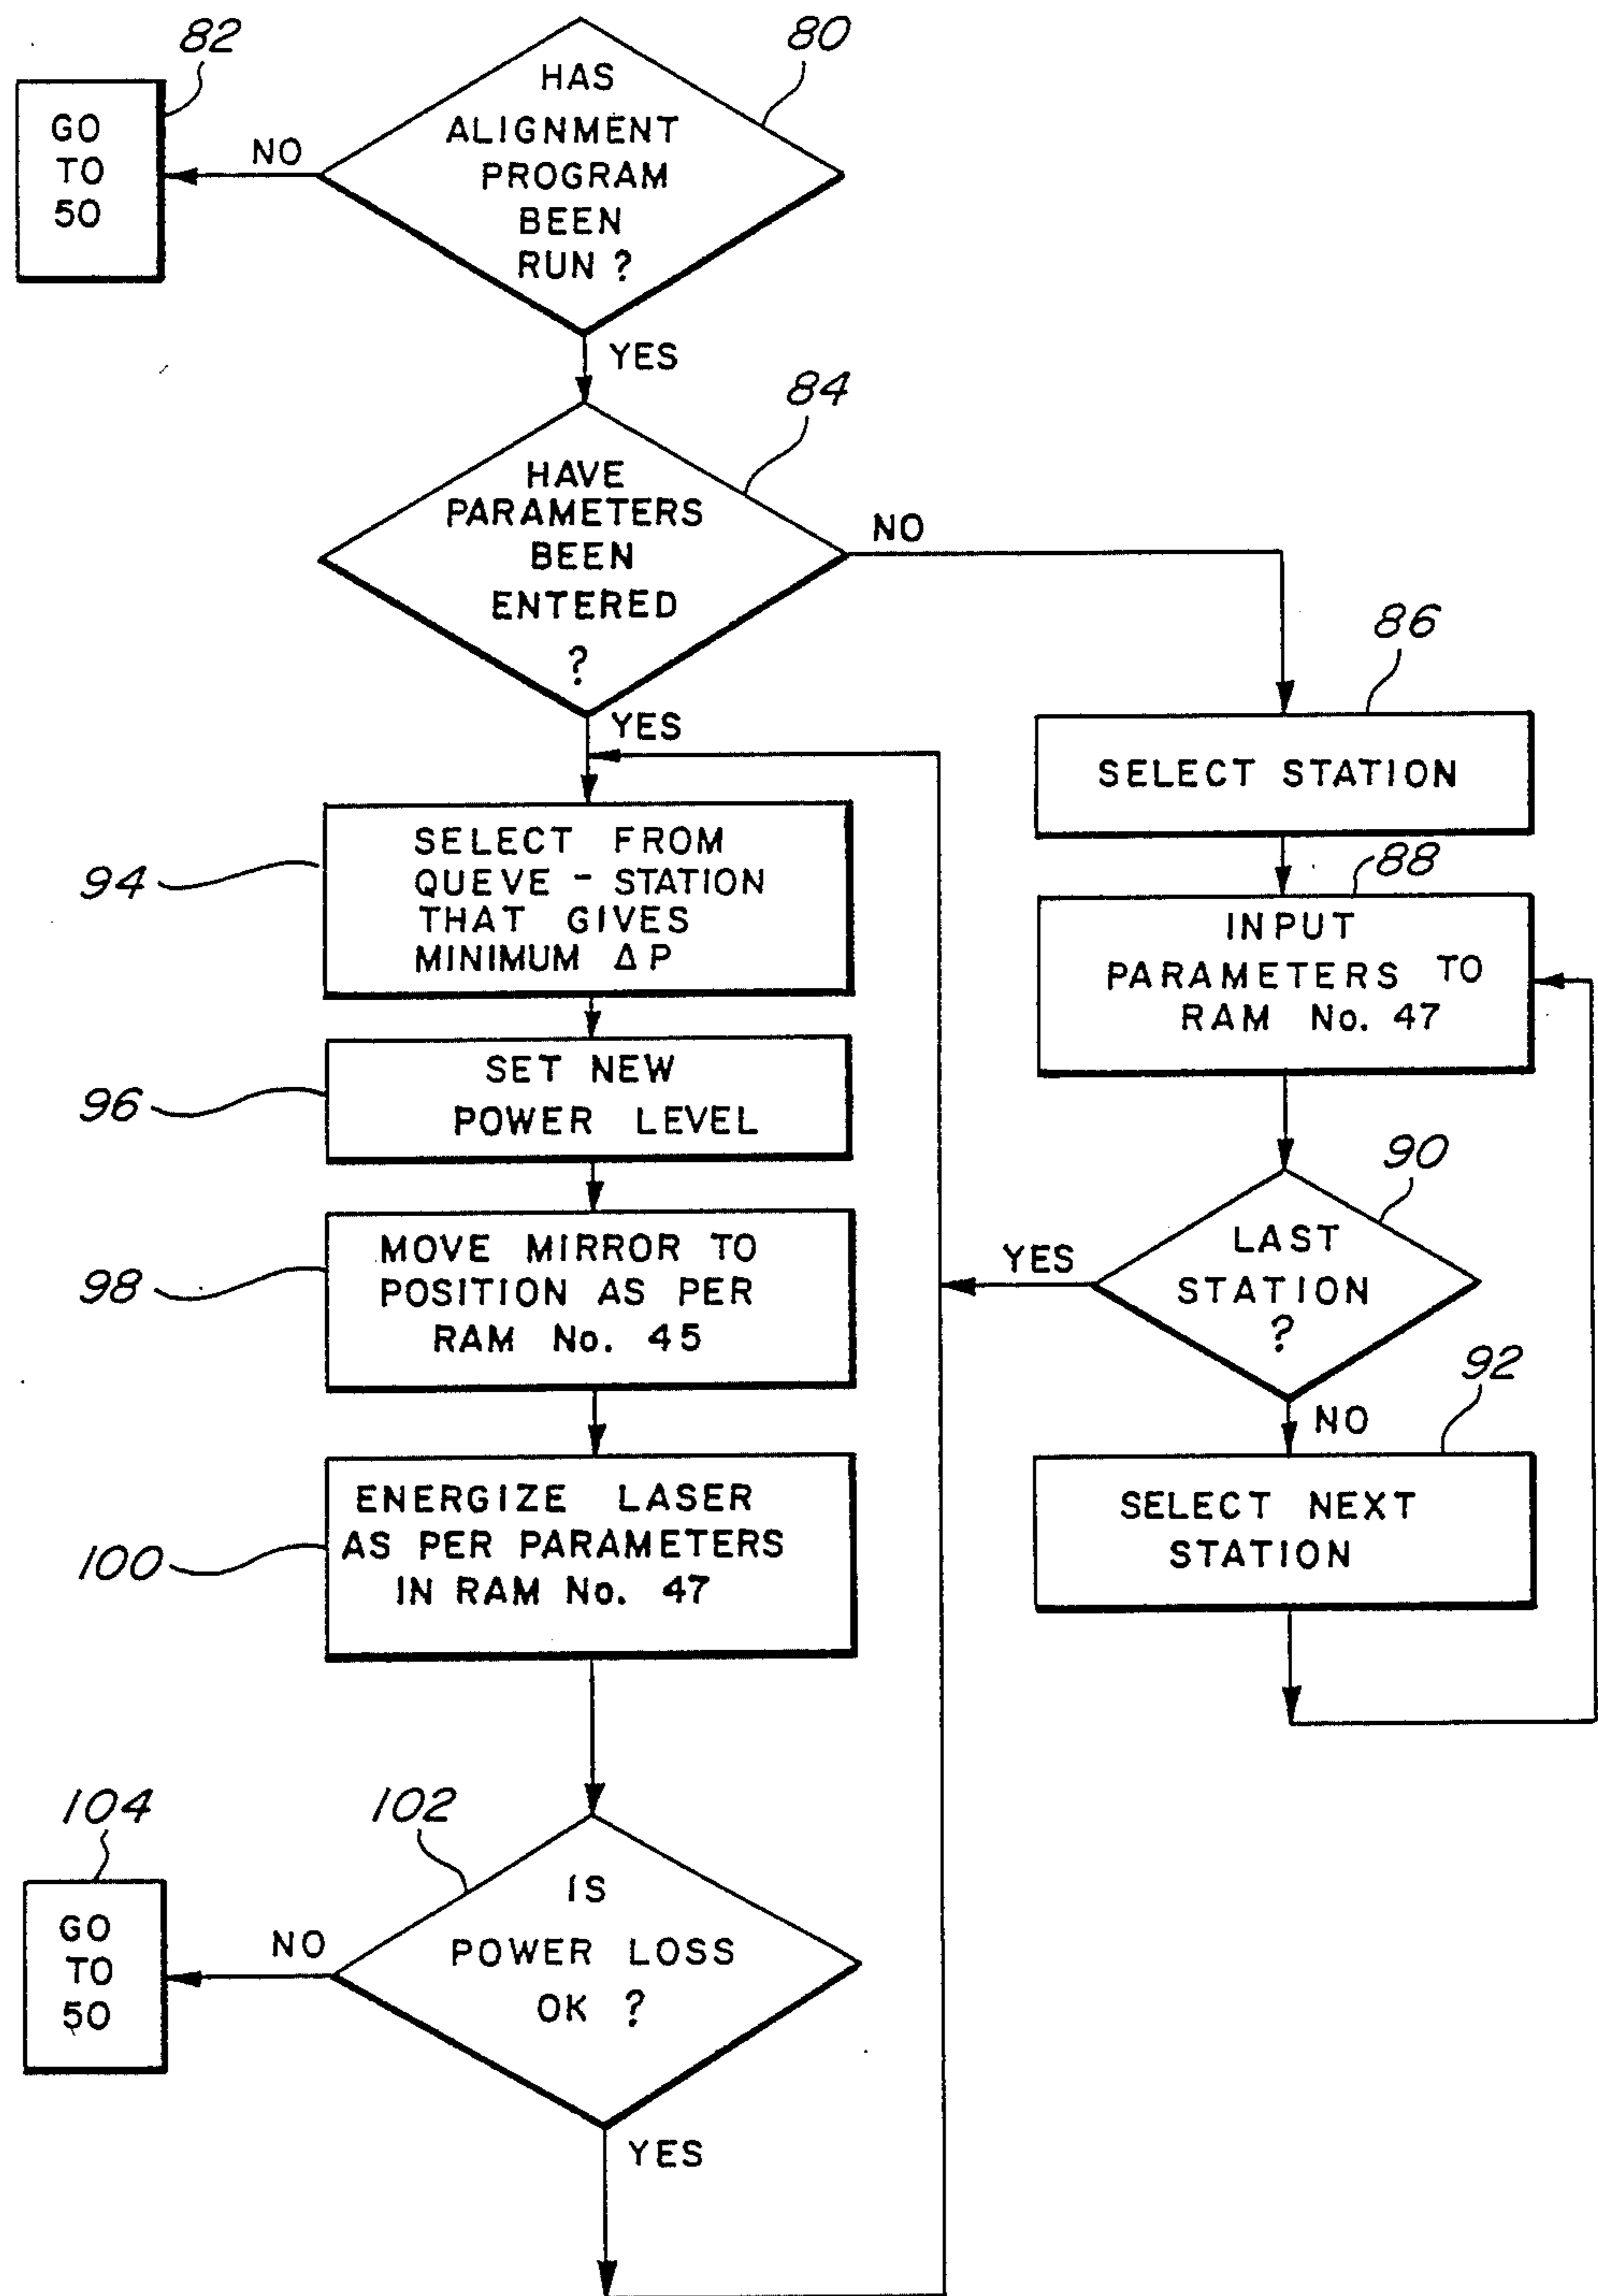 82
80
GO
TO
50
NO
HAS
ALIGNMENT
PROGRAM
BEEN
RUN ?
YES
84
HAVE
PARAMETERS
BEEN
ENTERED
?
NO
YES
86
SELECT STATION
88
INPUT
PARAMETERS TO
RAM No. 47
94
SELECT FROM
QUEVE - STATION
THAT GIVES
MINIMUM ΔP
96
SET NEW
POWER LEVEL
90
LAST
STATION
?
YES
NO
98
MOVE MIRROR TO
POSITION AS PER
RAM No. 45
92
SELECT NEXT
STATION
100
ENERGIZE LASER
AS PER PARAMETERS
IN RAM No. 47
104
102
GO
TO
50
NO
IS
POWER LOSS
OK ?
YES